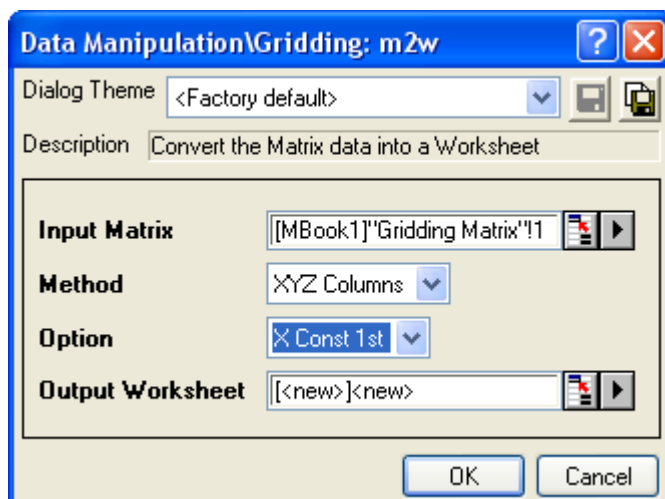 Data Manipulation\Gridding: m2w
Dialog Theme <Factory default>
Description Convert the Matrix data into a Worksheet
Input Matrix [MBook1]"Gridding Matrix"!1
Method XYZ Columns
Option X Const 1st
Output Worksheet [<new>]<new>
OK Cancel